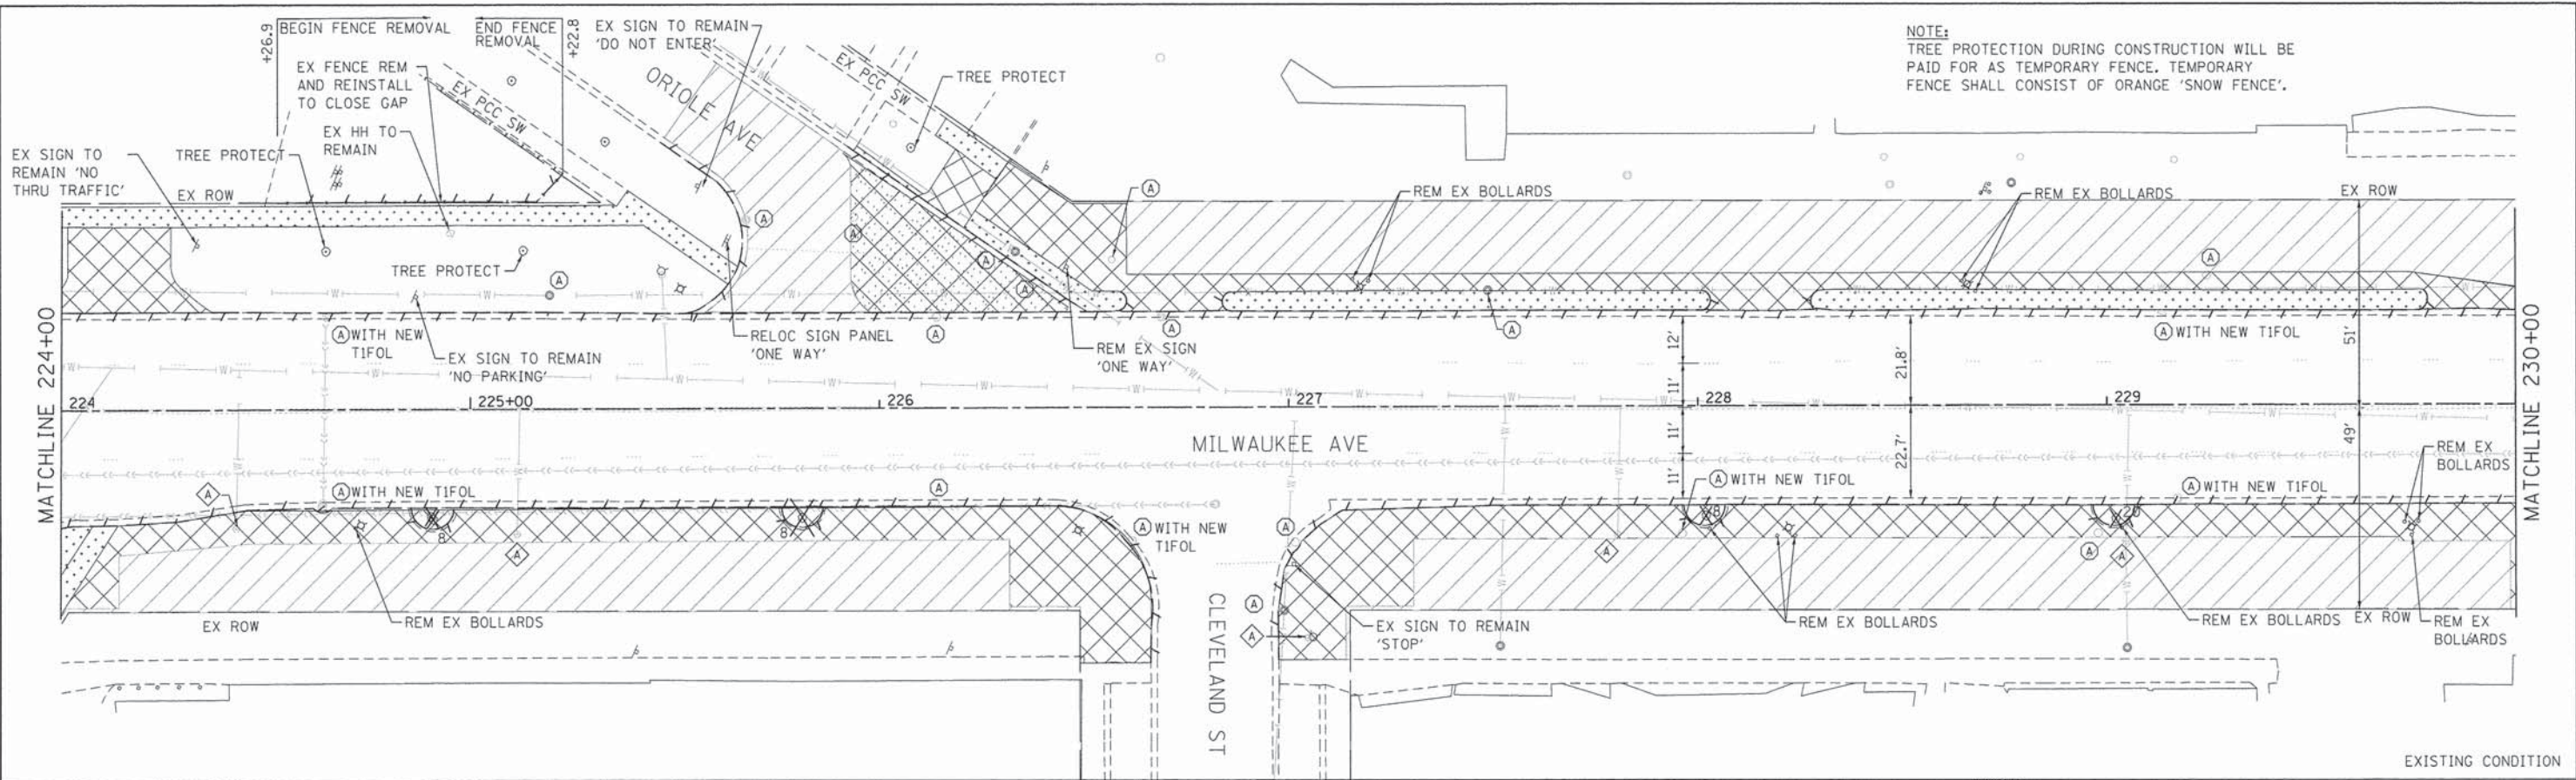 +26.9
BEGIN FENCE REMOVAL
END FENCE
REMOVAL
+22.8
EX SIGN TO REMAIN
'DO NOT ENTER'
EX FENCE REM
AND REINSTALL
TO CLOSE GAP
EX HH TO
REMAIN
EX SIGN TO
REMAIN 'NO
THRU TRAFFIC'
TREE PROTECT
EX ROW
EX PCC SW
ORIOLE AVE
EX PCC SW
TREE PROTECT
NOTE:
TREE PROTECTION DURING CONSTRUCTION WILL BE
PAID FOR AS TEMPORARY FENCE. TEMPORARY
FENCE SHALL CONSIST OF ORANGE 'SNOW FENCE'.
A
A
A
REM EX BOLLARDS
REM EX BOLLARDS
EX ROW
TREE PROTECT
A
A
A
A
A WITH NEW
T1FOL
EX SIGN TO REMAIN
'NO PARKING'
RELOC SIGN PANEL
'ONE WAY'
A
REM EX SIGN
'ONE WAY'
A
A
A WITH NEW T1FOL
12'
11'
21.8'
51'
MATCHLINE 224+00
224
225+00
226
227
228
229
MATCHLINE 230+00
MILWAUKEE AVE
11'
11'
22.7'
49'
A
A WITH NEW T1FOL
A
A WITH NEW T1FOL
A WITH NEW T1FOL
REM EX
BOLLARDS
8
8
8
20
A
A WITH NEW
T1FOL
A
A
A
A
EX ROW
REM EX BOLLARDS
CLEVELAND ST
A
A
EX SIGN TO REMAIN
'STOP'
REM EX BOLLARDS
REM EX BOLLARDS
EX ROW
REM EX
BOLLARDS
EXISTING CONDITION